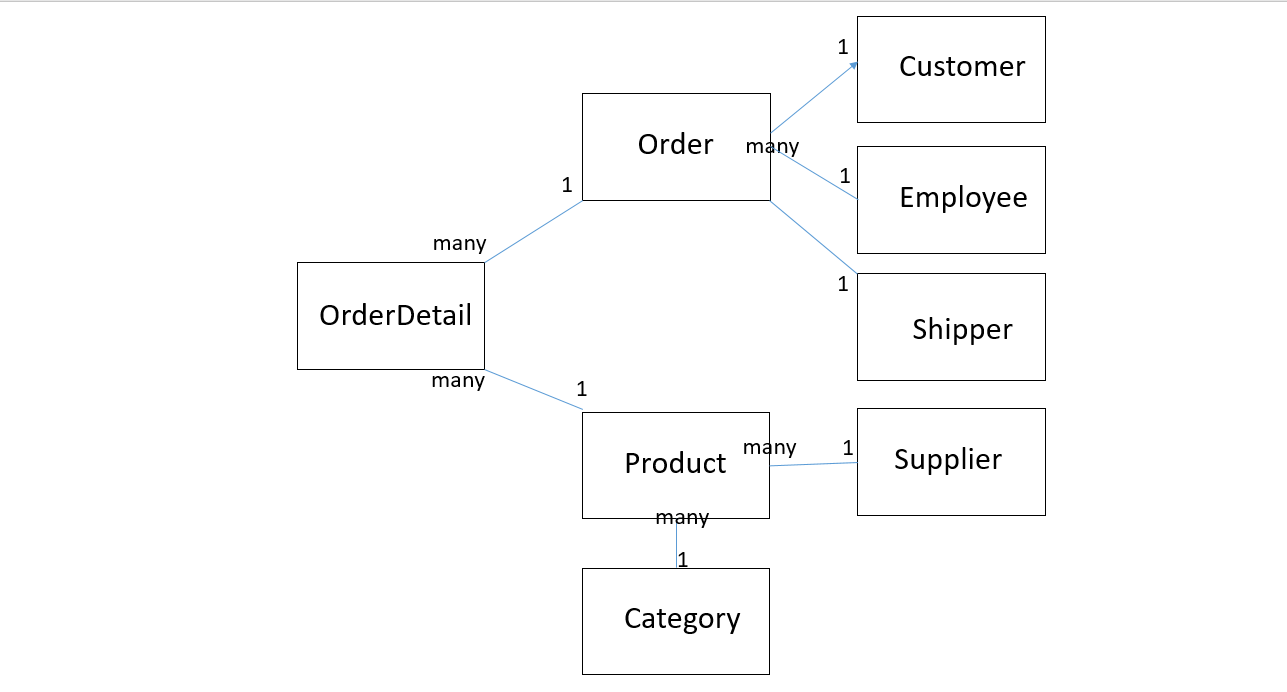 1
Customer
Order
many
1
Employee
1
many
1
Shipper
OrderDetail
many
1
Product
many
1
Supplier
many
1
Category